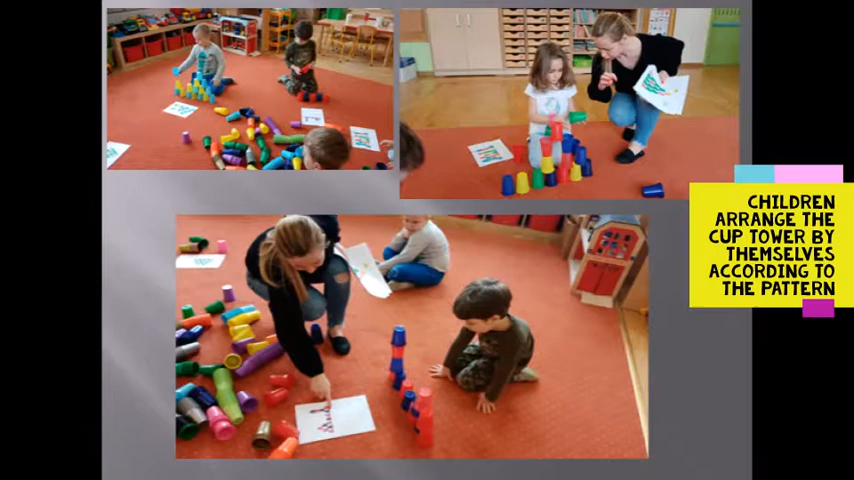 CHILDREN
ARRANGE THE
CUP TOWER BY
THEMSELVES
ACCORDING TO
THE PATTERN